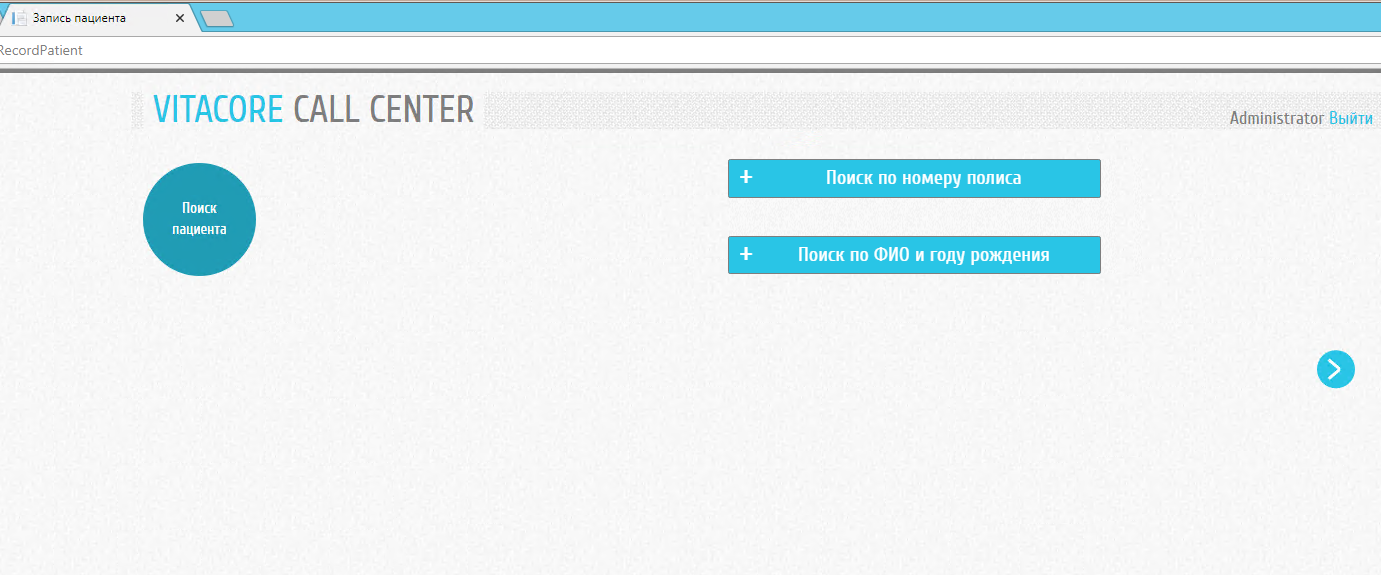 Запись пациента
RecordPatient
VITACORE CALL CENTER
Administrator Выйти
Поиск
пациента
+ Поиск по номеру полиса
+ Поиск по ФИО и году рождения